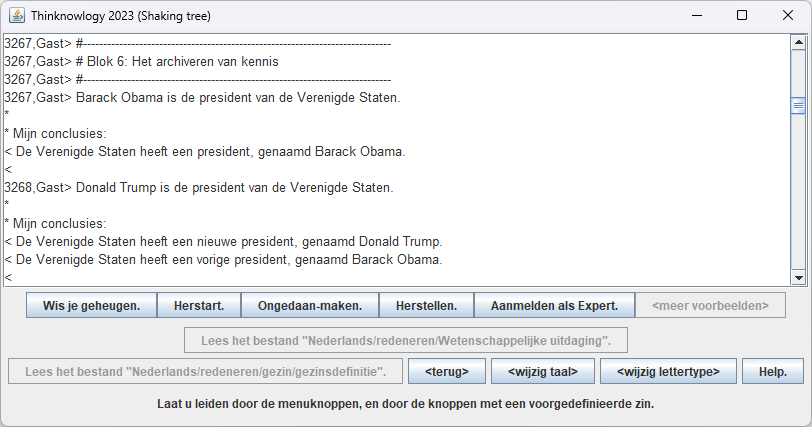 Thinknowlogy 2023 (Shaking tree)
3267,Gast> #------------------------------------------------------------------------------
3267,Gast> # Blok 6: Het archiveren van kennis
3267,Gast> #------------------------------------------------------------------------------
3267,Gast> Barack Obama is de president van de Verenigde Staten.
*
* Mijn conclusies:
< De Verenigde Staten heeft een president, genaamd Barack Obama.
<
3268,Gast> Donald Trump is de president van de Verenigde Staten.
*
* Mijn conclusies:
< De Verenigde Staten heeft een nieuwe president, genaamd Donald Trump.
< De Verenigde Staten heeft een vorige president, genaamd Barack Obama.
<
Wis je geheugen. Herstart. Ongedaan-maken. Herstellen. Aanmelden als Expert. <meer voorbeelden>
Lees het bestand "Nederlands/redeneren/Wetenschappelijke uitdaging".
Lees het bestand "Nederlands/redeneren/gezin/gezinsdefinitie". <terug> <wijzig taal> <wijzig lettertype> Help.
Laat u leiden door de menuknoppen, en door de knoppen met een voorgedefinieerde zin.